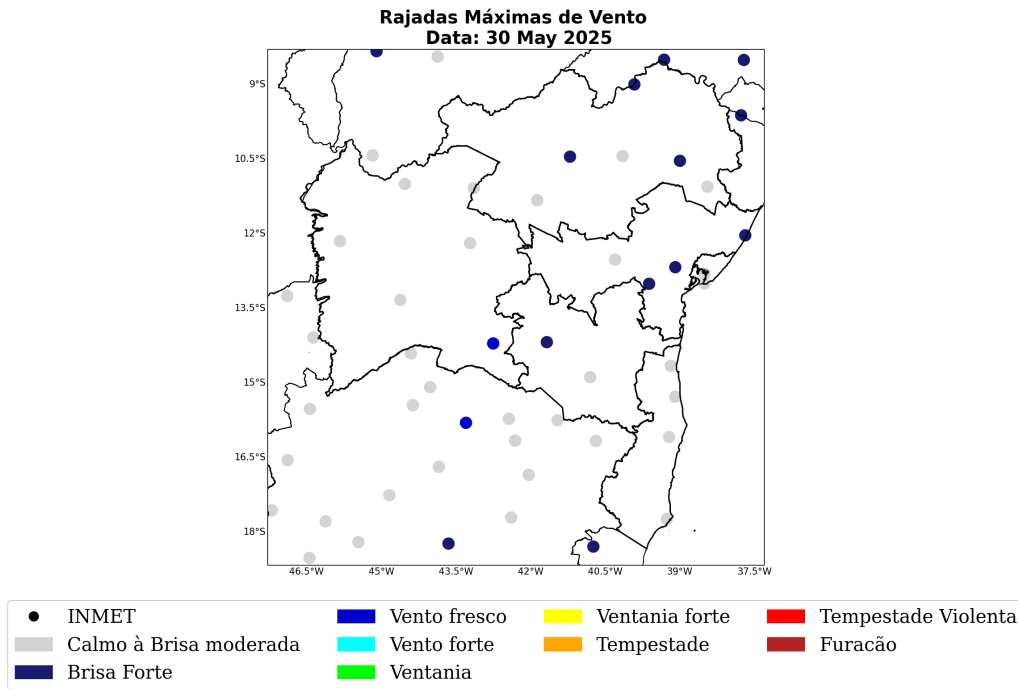 Rajadas Máximas de Vento
Data: 30 May 2025
9°S
10.5°S
12°S
13.5°S
15°S
16.5°S
18°S
46.5°W 45°W 43.5°W 42°W 40.5°W 39°W 37.5°W
INMET Vento fresco Ventania forte Tempestade Violenta
Calmo à Brisa moderada Vento forte Tempestade Furacão
Brisa Forte Ventania